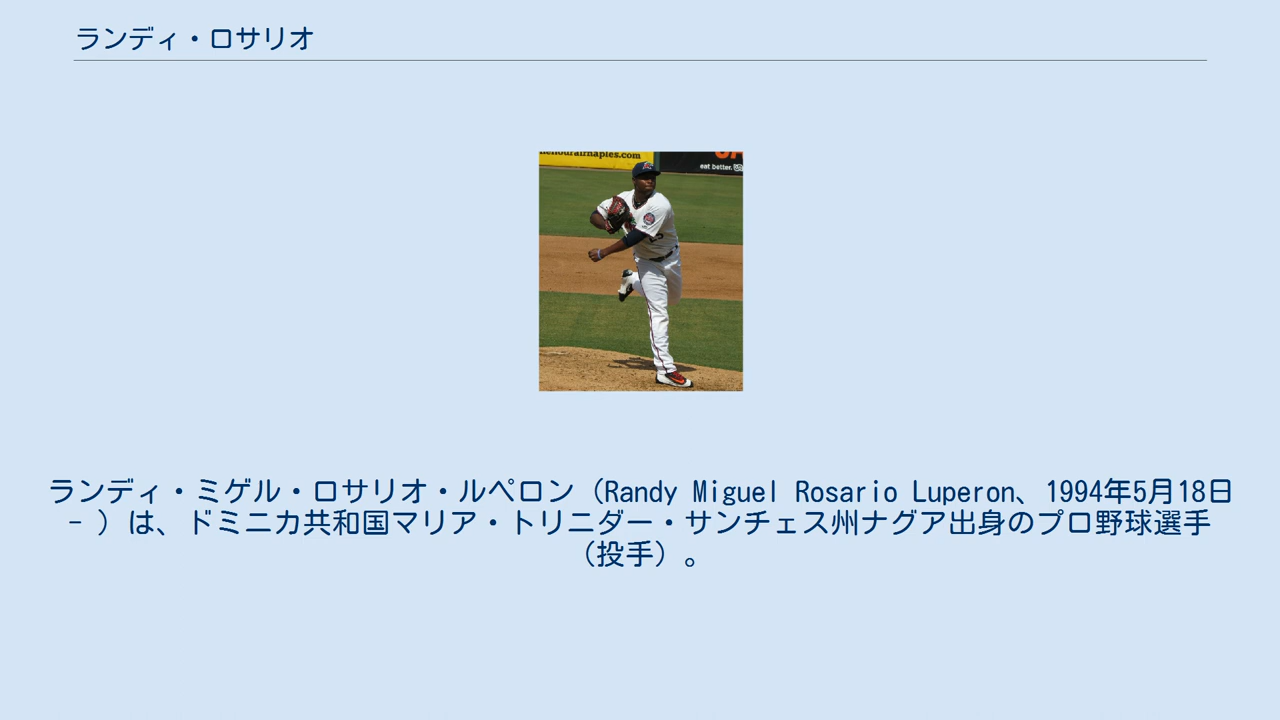 ランディ・ロサリオ
eat better.
ランディ・ミゲル・ロサリオ・ルペロン（Randy Miguel Rosario Luperon、1994年5月18日
- ）は、ドミニカ共和国マリア・トリニダー・サンチェス州ナグア出身のプロ野球選手
（投手）。